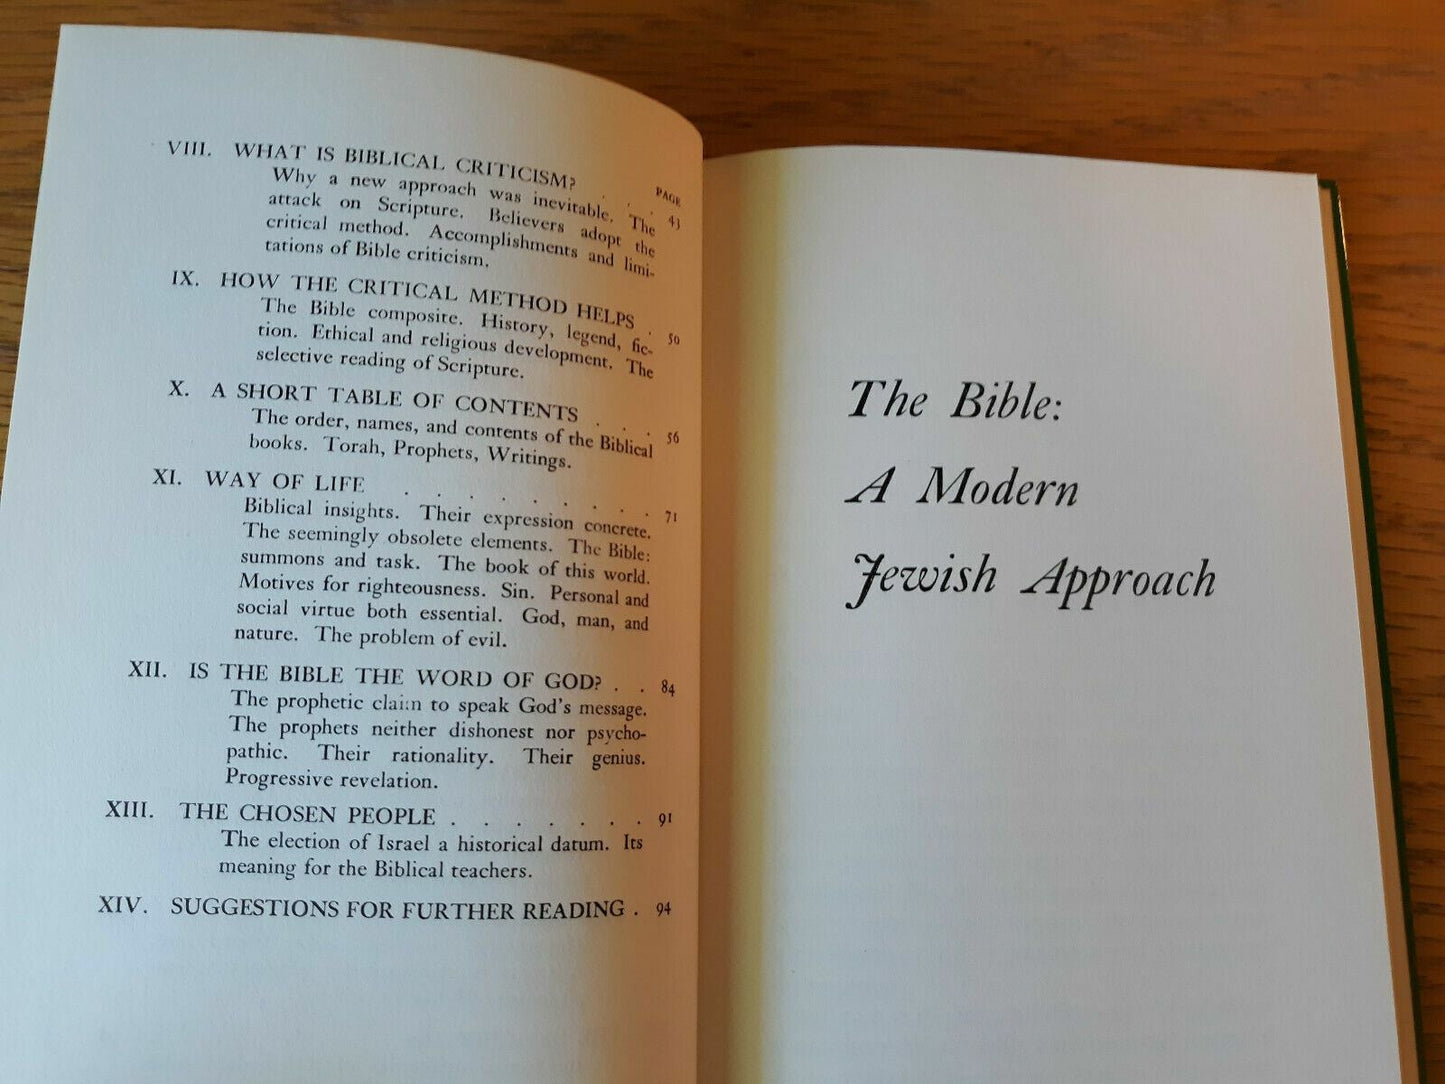 PAGE
VIII. WHAT IS BIBLICAL CRITICISM? . . . 43
Why a new approach was inevitable. The
attack on Scripture. Believers adopt the
critical method. Accomplishments and limi-
tations of Bible criticism.
IX. HOW THE CRITICAL METHOD HELPS . 50
The Bible composite. History, legend, fic-
tion. Ethical and religious development. The
selective reading of Scripture.
X. A SHORT TABLE OF CONTENTS . . . 56
The order, names, and contents of the Biblical
books. Torah, Prophets, Writings.
XI. WAY OF LIFE . . . . . . . . 71
Biblical insights. Their expression concrete.
The seemingly obsolete elements. The Bible:
summons and task. The book of this world.
Motives for righteousness. Sin. Personal and
social virtue both essential. God, man, and
nature. The problem of evil.
XII. IS THE BIBLE THE WORD OF GOD? . . 84
The prophetic claim to speak God's message.
The prophets neither dishonest nor psycho-
pathic. Their rationality. Their genius.
Progressive revelation.
XIII. THE CHOSEN PEOPLE . . . . . . . 91
The election of Israel a historical datum. Its
meaning for the Biblical teachers.
XIV. SUGGESTIONS FOR FURTHER READING . 94
The Bible:
A Modern
Jewish Approach